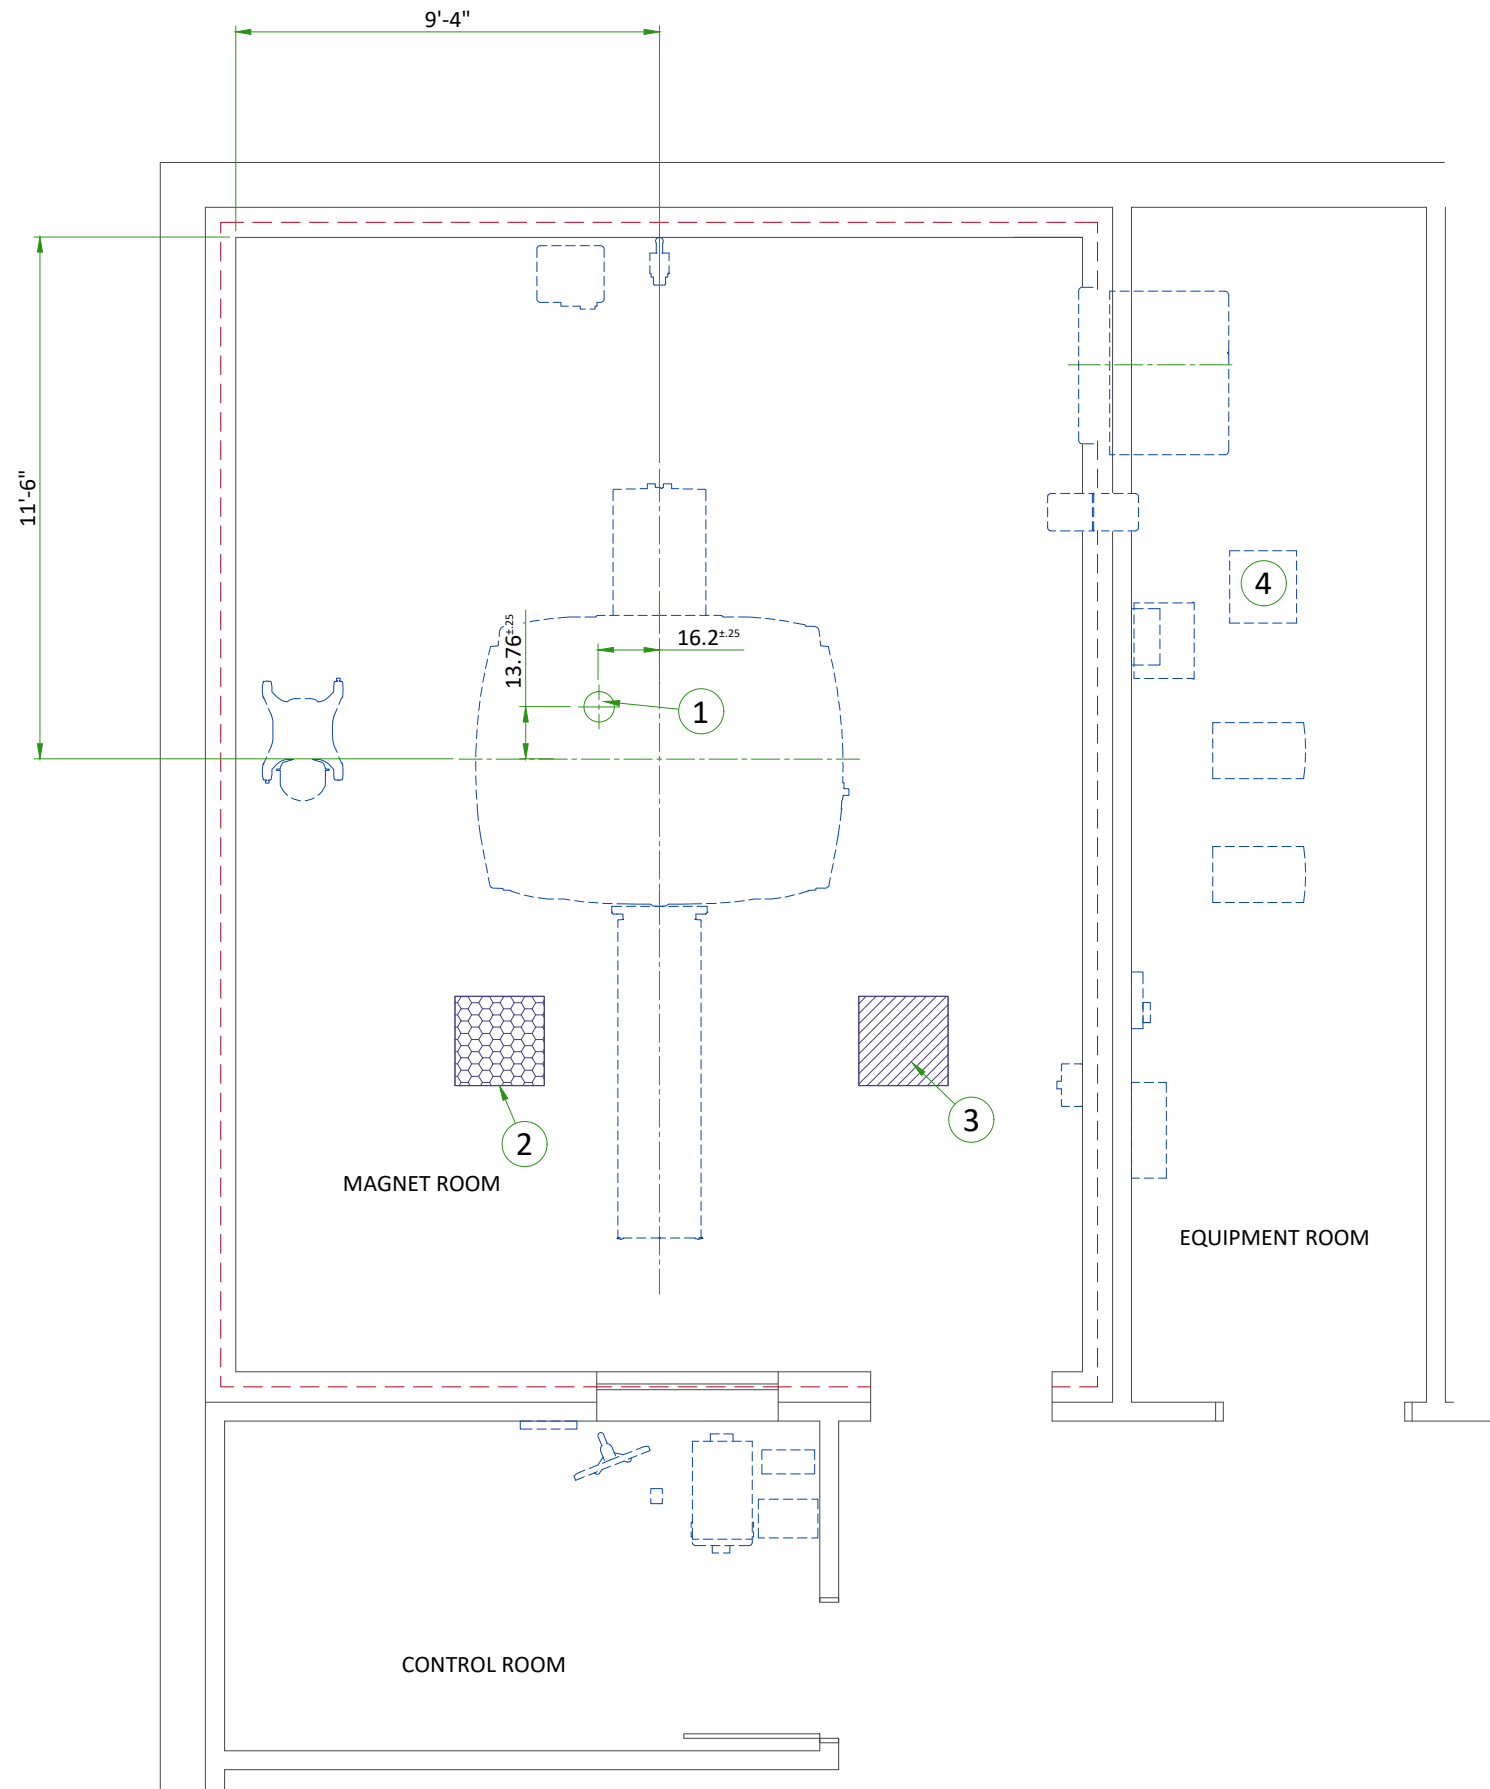 9'-4"
11'-6"
4
13.76±.25
16.2±.25
1
2
3
MAGNET ROOM
EQUIPMENT ROOM
CONTROL ROOM